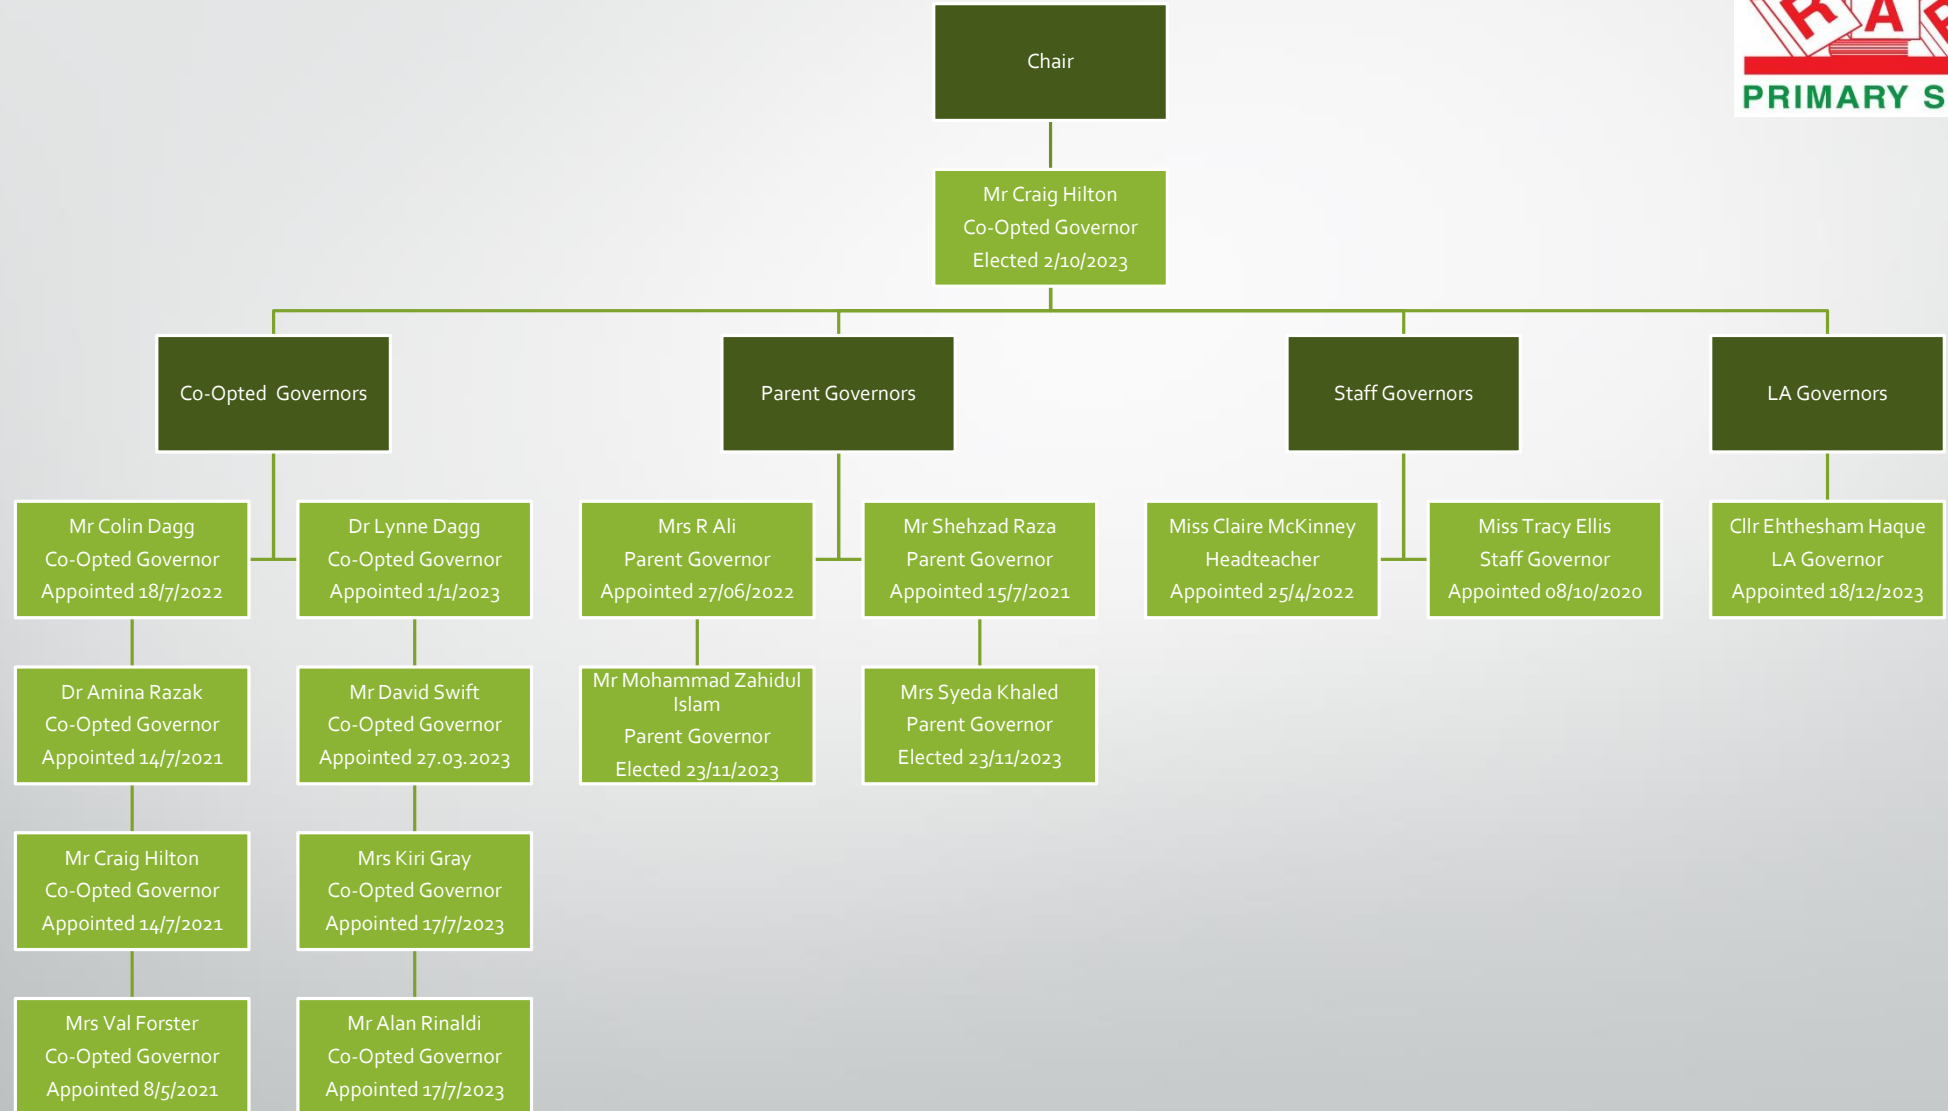 Chair
PRIMARY S
Mr Craig Hilton
Co-Opted Governor
Elected 2/10/2023
Co-Opted Governors
Parent Governors
Staff Governors
LA Governors
Mr Colin Dagg
Co-Opted Governor
Appointed 18/7/2022
Dr Lynne Dagg
Co-Opted Governor
Appointed 1/1/2023
Mrs R Ali
Parent Governor
Appointed 27/06/2022
Mr Shehzad Raza
Parent Governor
Appointed 15/7/2021
Miss Claire McKinney
Headteacher
Appointed 25/4/2022
Miss Tracy Ellis
Staff Governor
Appointed 08/10/2020
Cllr Ehthesham Haque
LA Governor
Appointed 18/12/2023
Dr Amina Razak
Co-Opted Governor
Appointed 14/7/2021
Mr David Swift
Co-Opted Governor
Appointed 27.03.2023
Mr Mohammad Zahidul
Islam
Parent Governor
Elected 23/11/2023
Mrs Syeda Khaled
Parent Governor
Elected 23/11/2023
Mr Craig Hilton
Co-Opted Governor
Appointed 14/7/2021
Mrs Kiri Gray
Co-Opted Governor
Appointed 17/7/2023
Mrs Val Forster
Co-Opted Governor
Appointed 8/5/2021
Mr Alan Rinaldi
Co-Opted Governor
Appointed 17/7/2023